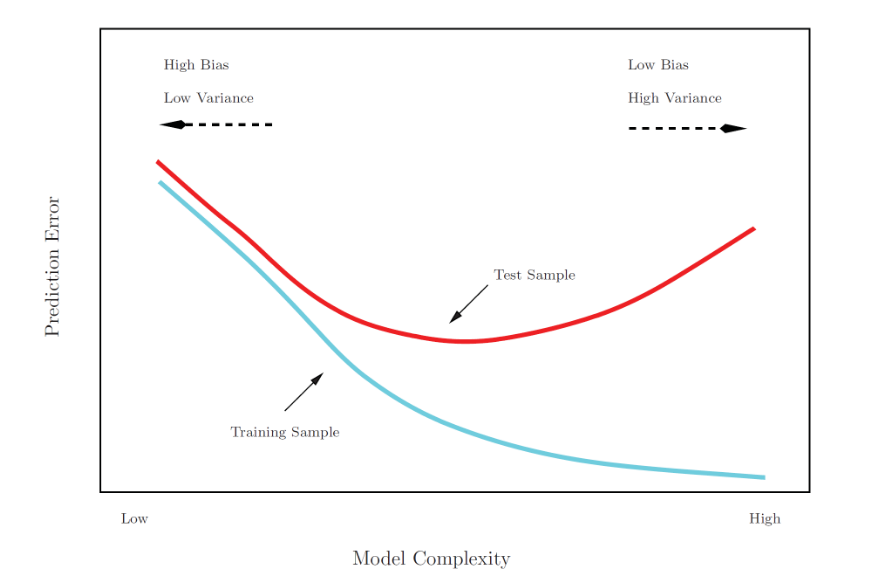 High Bias
Low Variance
Low Bias
High Variance
Prediction Error
Test Sample
Training Sample
Low
High
Model Complexity